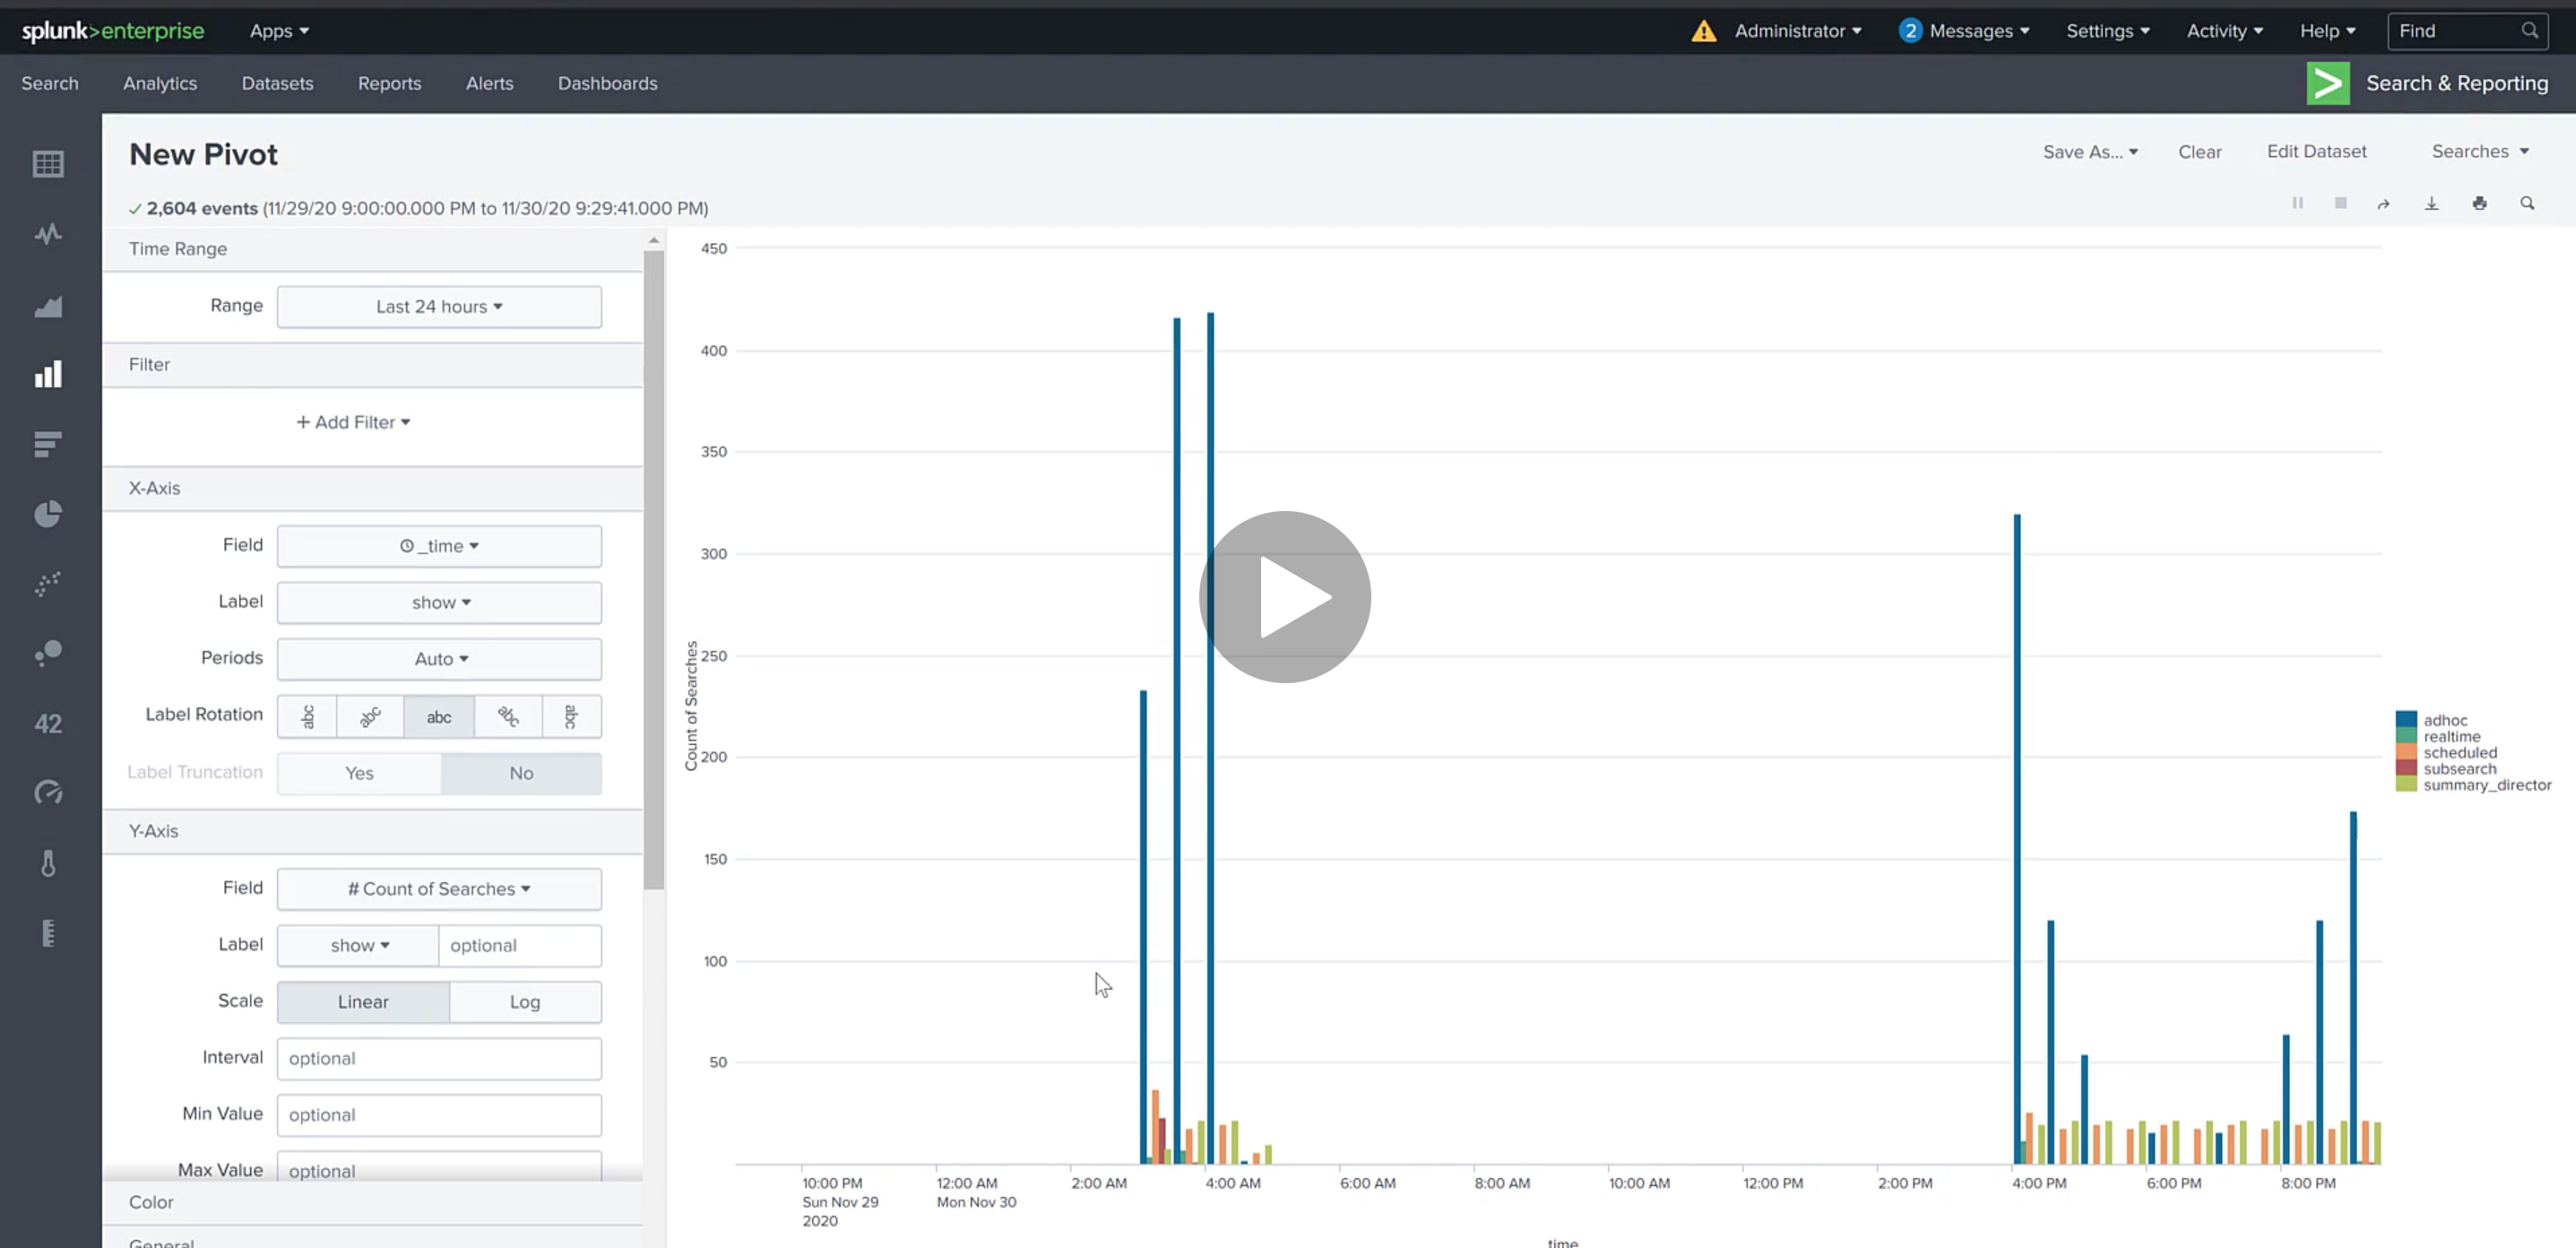 splunk>enterprise Apps Administrator 2 Messages Settings Activity Help Find
Search Analytics Datasets Reports Alerts Dashboards Search & Reporting
New Pivot Save As... Clear Edit Dataset Searches
2,604 events (11/29/20 9:00:00.000 PM to 11/30/20 9:29:41.000 PM)
Time Range
Range Last 24 hours
Filter
+ Add Filter
X-Axis
Field _time
Label show
Periods Auto
Label Rotation abc abc abc abc abc
Label Truncation Yes No
Y-Axis
Field # Count of Searches
Label show optional
Scale Linear Log
Interval optional
Min Value optional
Max Value optional
Color
General
42
450
400
350
300
250
200
150
100
50
Count of Searches
10:00 PM 12:00 AM 2:00 AM 4:00 AM 6:00 AM 8:00 AM 10:00 AM 12:00 PM 2:00 PM 4:00 PM 6:00 PM 8:00 PM
Sun Nov 29 Mon Nov 30
2020
time
adhoc
realtime
scheduled
subsearch
summary_director